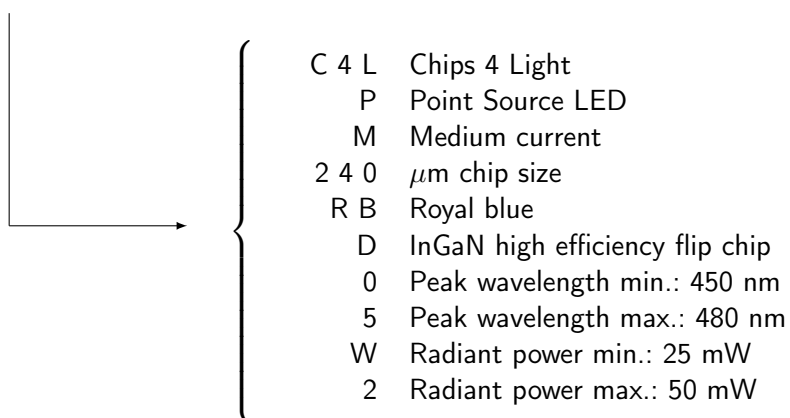 C 4 L Chips 4 Light
P Point Source LED
M Medium current
2 4 0 μm chip size
R B Royal blue
D InGaN high efficiency flip chip
0 Peak wavelength min.: 450 nm
5 Peak wavelength max.: 480 nm
W Radiant power min.: 25 mW
2 Radiant power max.: 50 mW